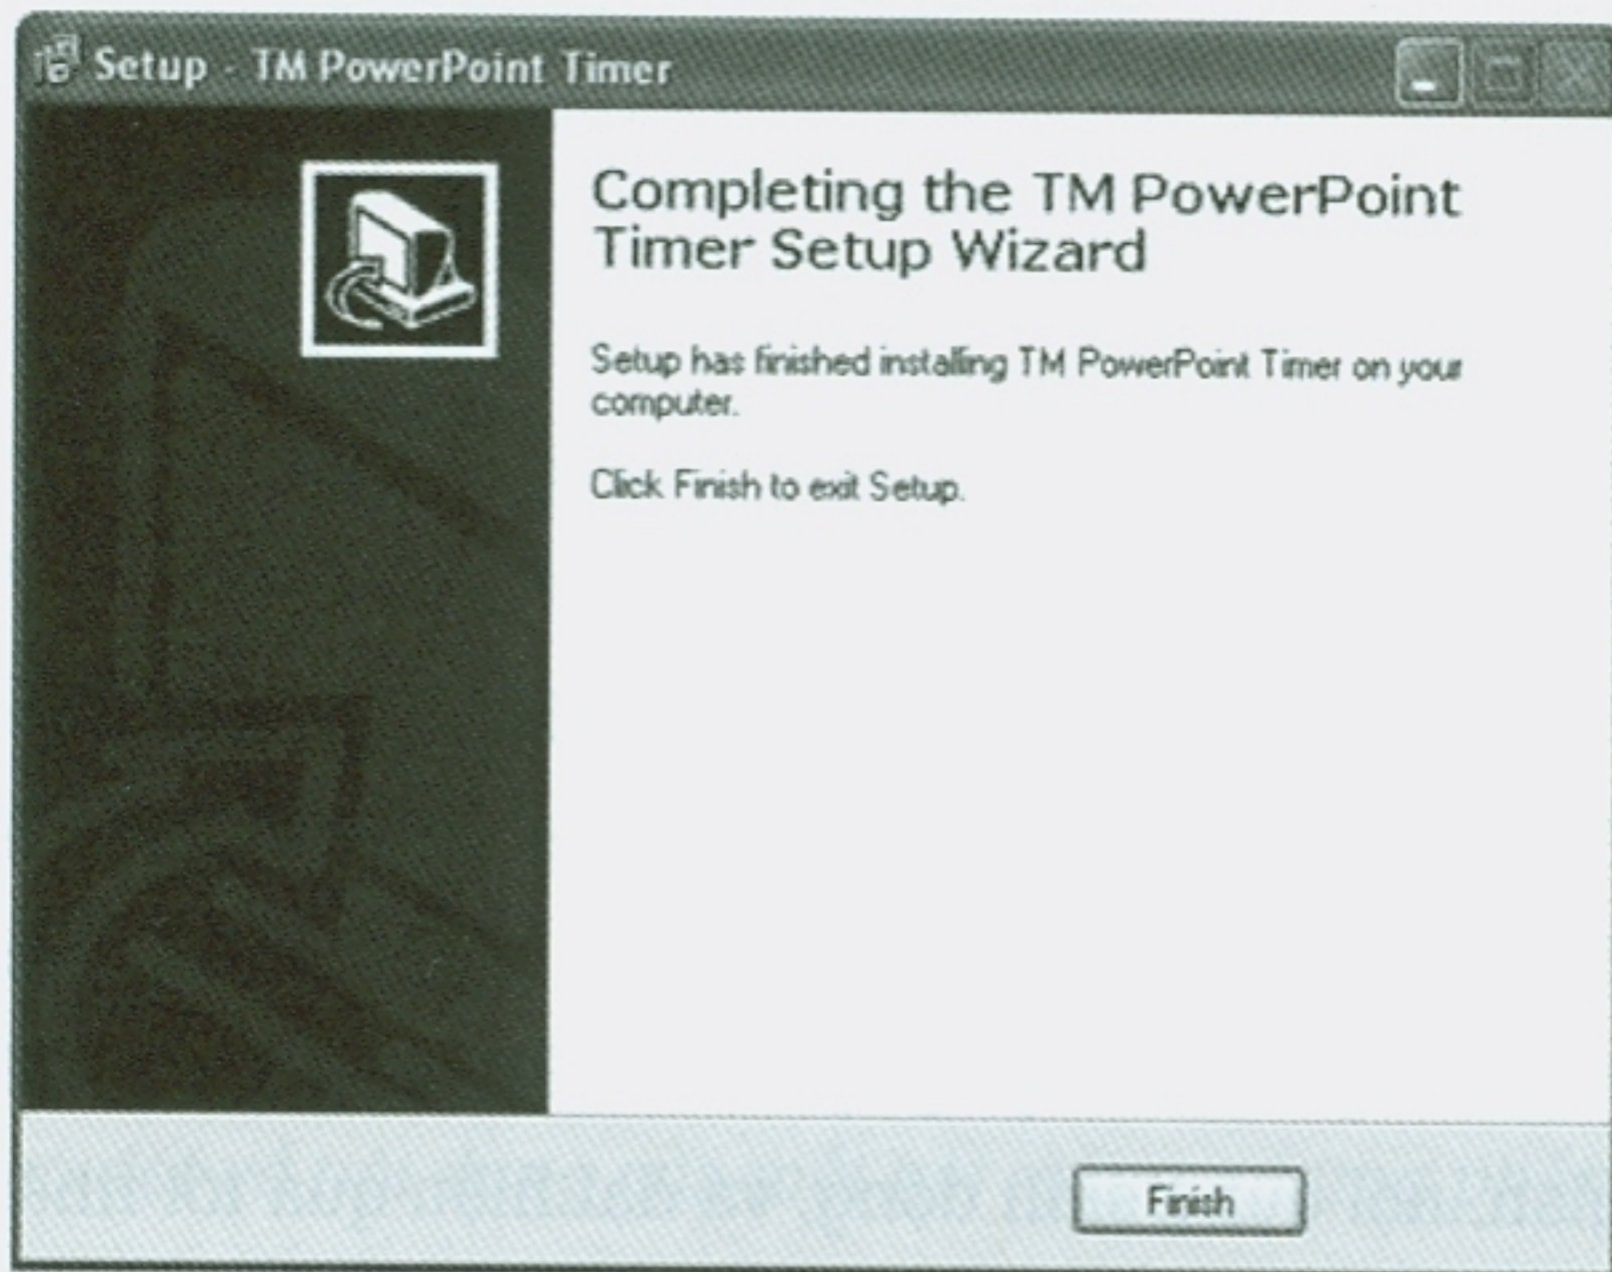 Setup - TM PowerPoint Timer
Completing the TM PowerPoint
Timer Setup Wizard
Setup has finished installing TM PowerPoint Timer on your
computer.
Click Finish to exit Setup.
Finish